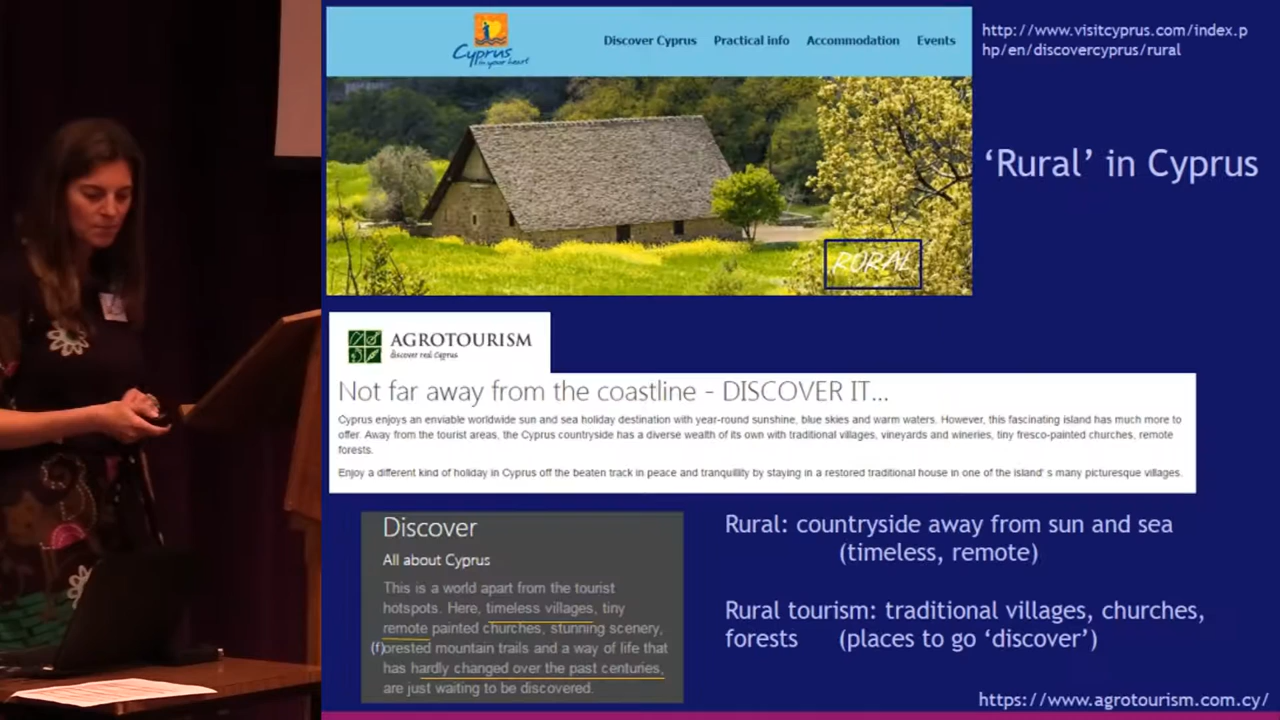 Cyprus
in your heart
Discover Cyprus Practical info Accommodation Events
http://www.visitcyprus.com/index.p
hp/en/discovercyprus/rural
'Rural' in Cyprus
RURAL
AGROTOURISM
discover real Cyprus
Not far away from the coastline - DISCOVER IT...
Cyprus enjoys an enviable worldwide sun and sea holiday destination with year-round sunshine, blue skies and warm waters. However, this fascinating island has much more to
offer. Away from the tourist areas, the Cyprus countryside has a diverse wealth of its own with traditional villages, vineyards and wineries, tiny fresco-painted churches, remote
forests.
Enjoy a different kind of holiday in Cyprus off the beaten track in peace and tranquillity by staying in a restored traditional house in one of the island' s many picturesque villages.
Discover
All about Cyprus
This is a world apart from the tourist
hotspots. Here, timeless villages, tiny
remote painted churches, stunning scenery,
(f)orested mountain trails and a way of life that
has hardly changed over the past centuries,
are just waiting to be discovered.
Rural: countryside away from sun and sea
(timeless, remote)
Rural tourism: traditional villages, churches,
forests (places to go 'discover')
https://www.agrotourism.com.cy/